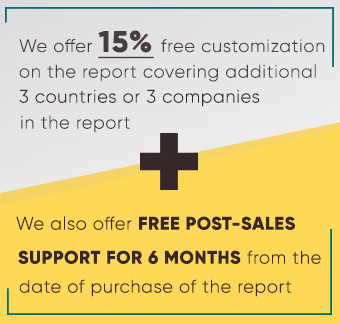 We offer 15% free customization
on the report covering additional
3 countries or 3 companies
in the report
We also offer FREE POST-SALES
SUPPORT FOR 6 MONTHS from the
date of purchase of the report